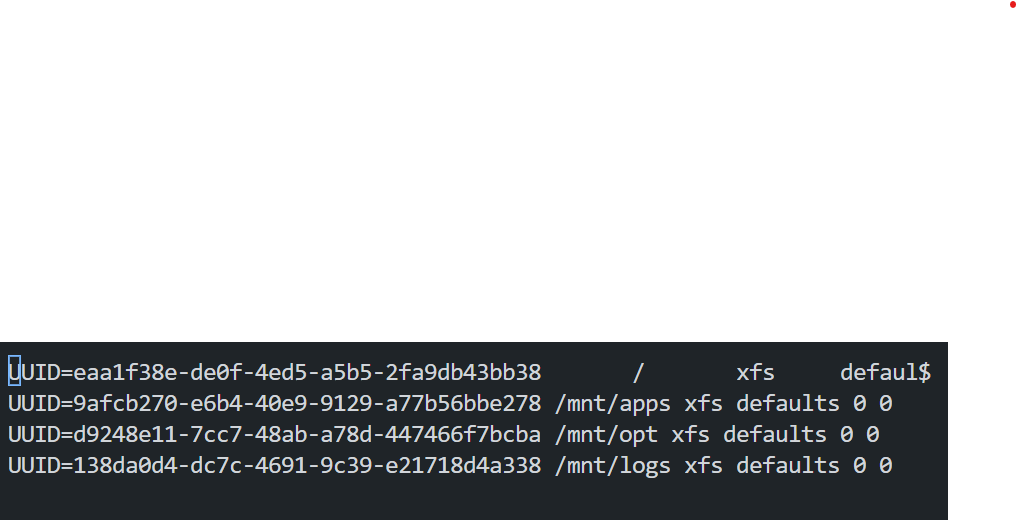 UUID=eaa1f38e-de0f-4ed5-a5b5-2fa9db43bb38       /       xfs     defaul$
UUID=9afcb270-e6b4-40e9-9129-a77b56bbe278 /mnt/apps xfs defaults 0 0
UUID=d9248e11-7cc7-48ab-a78d-447466f7bcba /mnt/opt xfs defaults 0 0
UUID=138da0d4-dc7c-4691-9c39-e21718d4a338 /mnt/logs xfs defaults 0 0